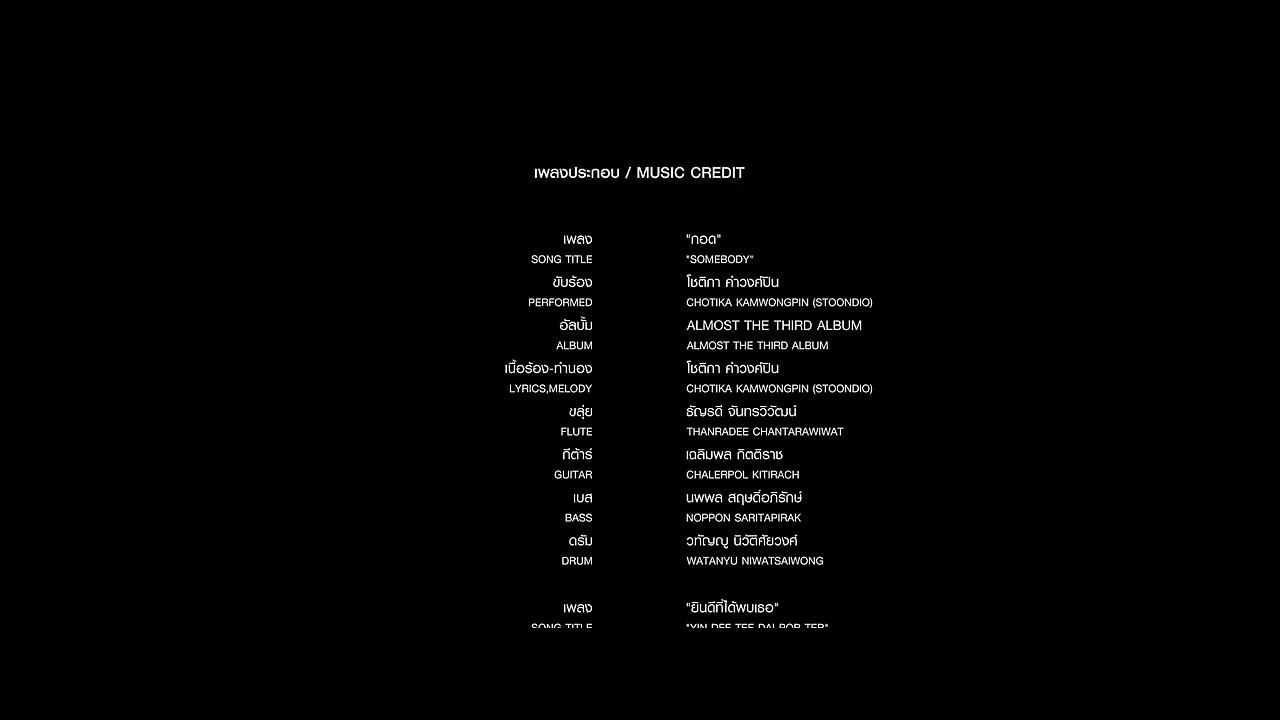 เพลงประกอบ / MUSIC CREDIT
เพลง "กอด"
SONG TITLE "SOMEBODY"
ขับร้อง โชติกา คำวงศ์ปิน
PERFORMED CHOTIKA KAMWONGPIN (STOONDIO)
อัลบั้ม ALMOST THE THIRD ALBUM
ALBUM ALMOST THE THIRD ALBUM
เนื้อร้อง-ทำนอง โชติกา คำวงศ์ปิน
LYRICS,MELODY CHOTIKA KAMWONGPIN (STOONDIO)
ขลุ่ย ธัญรดี จันทรวิวัฒน์
FLUTE THANRADEE CHANTARAWIWAT
กีต้าร์ เฉลิมพล กิตติราช
GUITAR CHALERPOL KITIRACH
เบส นพพล สฤษดิ์อภิรักษ์
BASS NOPPON SARITAPIRAK
ดรัม วทัญญู นิวัติศัยวงศ์
DRUM WATANYU NIWATSAIWONG
เพลง "ยินดีที่ได้พบเธอ"
SONG TITLE "YIN DEE TEE DAI POB TER"